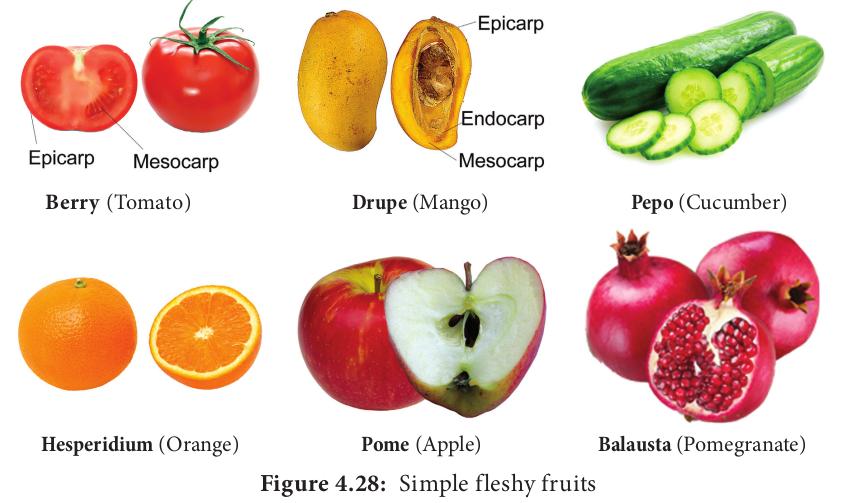 Epicarp
Mesocarp
Berry (Tomato)
Epicarp
Endocarp
Mesocarp
Drupe (Mango)
Pepo (Cucumber)
Hesperidium (Orange)
Pome (Apple)
Balausta (Pomegranate)
Figure 4.28: Simple fleshy fruits